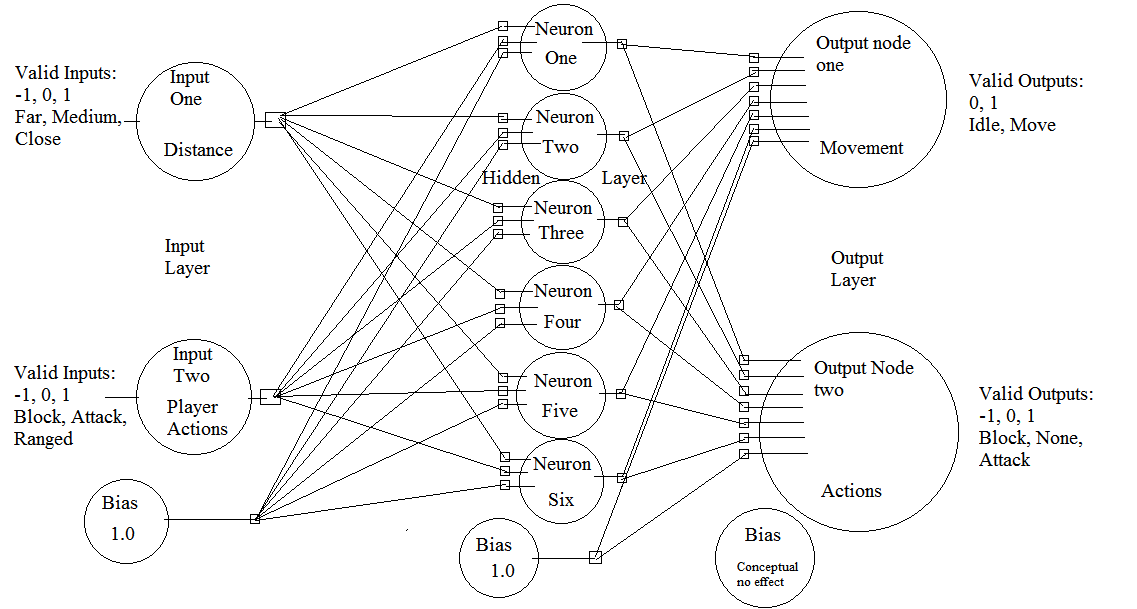 Valid Inputs:
-1, 0, 1
Far, Medium,
Close
Input
One
Distance
Input
Layer
Valid Inputs:
-1, 0, 1
Block, Attack,
Ranged
Input
Two
Player
Actions
Bias
1.0
Neuron
One
Neuron
Two
Hidden Layer
Neuron
Three
Neuron
Four
Neuron
Five
Neuron
Six
Bias
1.0
Output node
one
Movement
Valid Outputs:
0, 1
Idle, Move
Output
Layer
Output Node
two
Actions
Valid Outputs:
-1, 0, 1
Block, None,
Attack
Bias
Conceptual
no effect